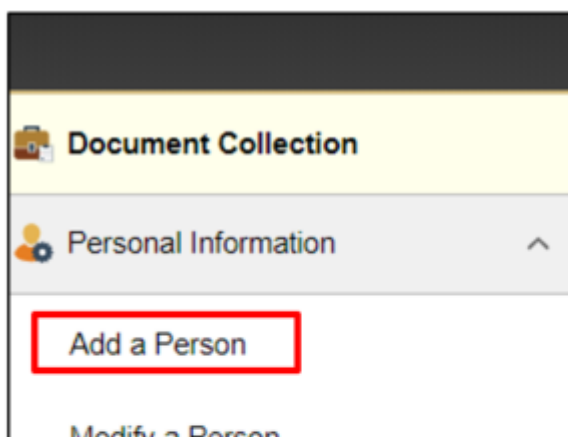 Document Collection
Personal Information
Add a Person
Modify a Person